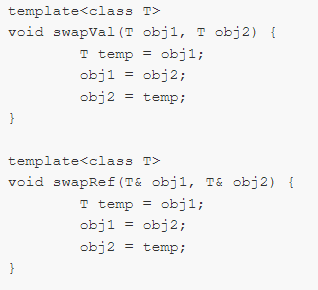 template<class T>
void swapVal(T obj1, T obj2) {
        T temp = obj1;
        obj1 = obj2;
        obj2 = temp;
}

template<class T>
void swapRef(T& obj1, T& obj2) {
        T temp = obj1;
        obj1 = obj2;
        obj2 = temp;
}